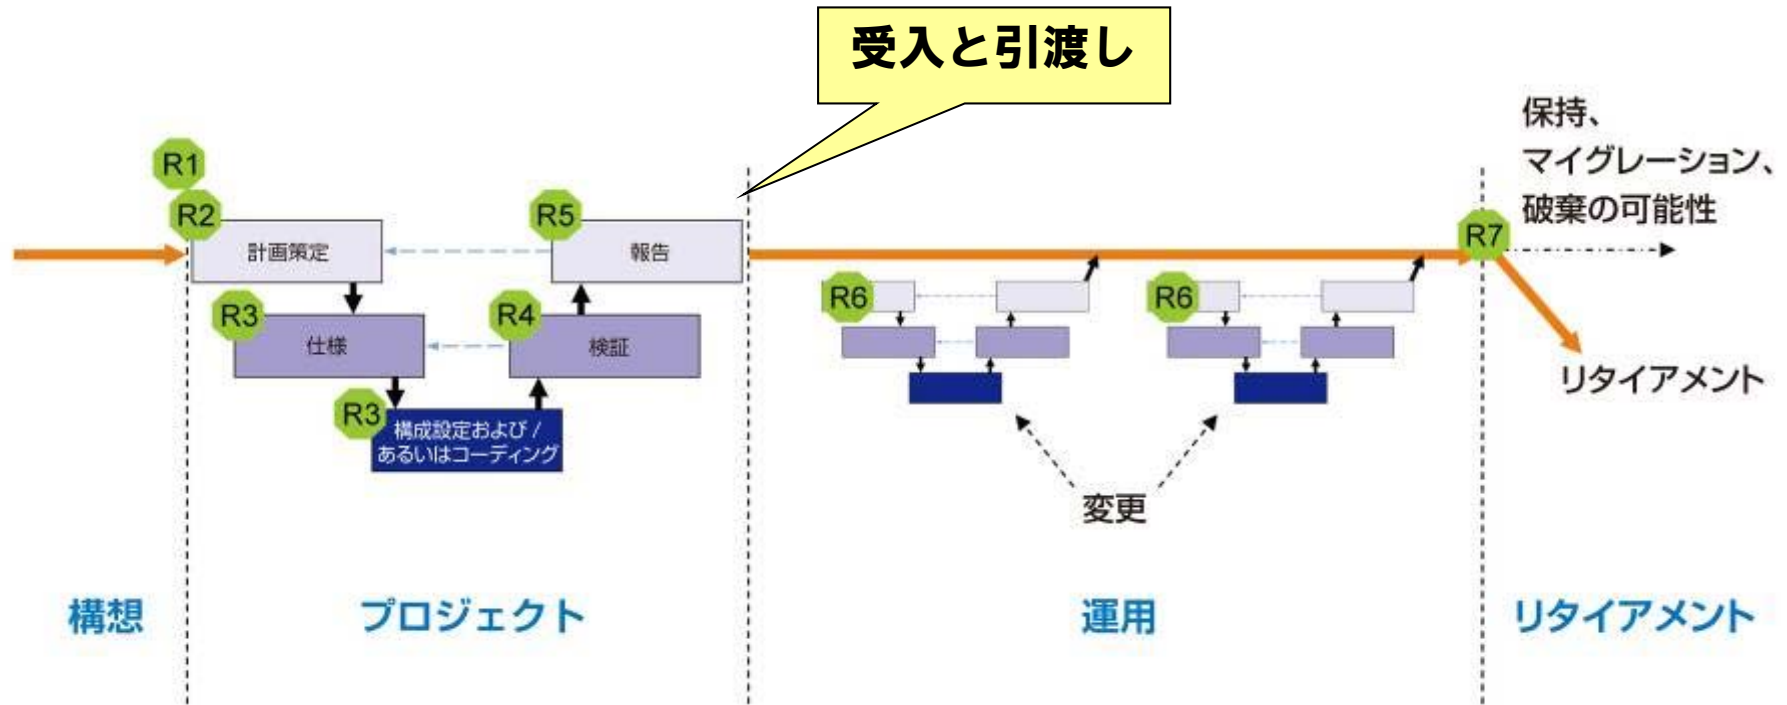 受入と引渡し
保持、
マイグレーション、
破棄の可能性
R1
R2
計画策定
R5
報告
R7
R3
仕様
R4
検証
R6
R6
R3
構成設定および /
あるいはコーディング
リタイアメント
変更
構想
プロジェクト
運用
リタイアメント